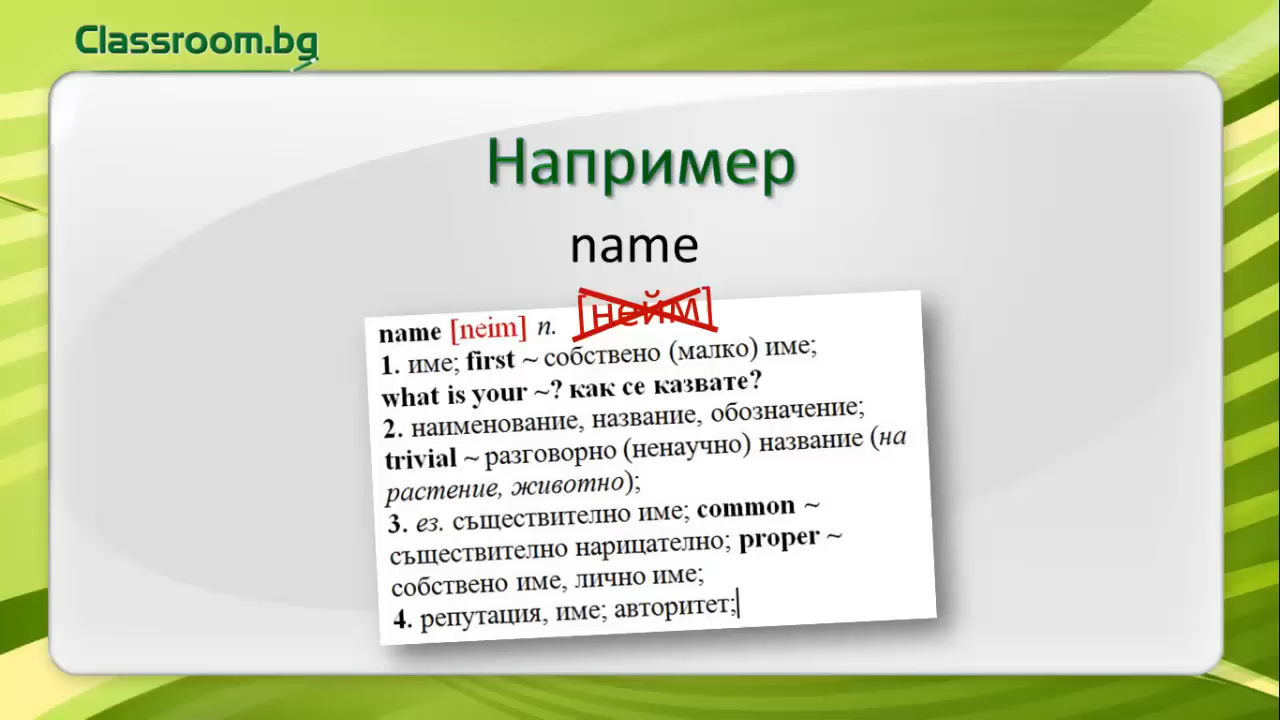 Classroom.bg
Например
name
[нейм]
name [neim] n.
1. име; first ~ собствено (малко) име;
what is your ~? как се казвате?
2. наименование, название, обозначение;
trivial ~ разговорно (ненаучно) название (на
растение, животно);
3. ез. съществително име; common ~
съществително нарицателно; proper ~
собствено име, лично име;
4. репутация, име; авторитет;